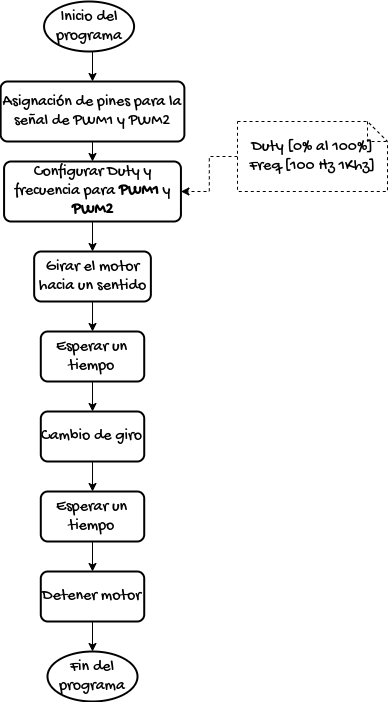 Inicio del
programa
Asignación de pines para la
señal de PWM1 y PWM2
Configurar Duty y
frecuencia para PWM1 y
PWM2
Duty [0% al 100%]
Freq [100 Hz 1Khz]
Girar el motor
hacia un sentido
Esperar un
tiempo
Cambio de giro
Esperar un
tiempo
Detener motor
Fin del
programa